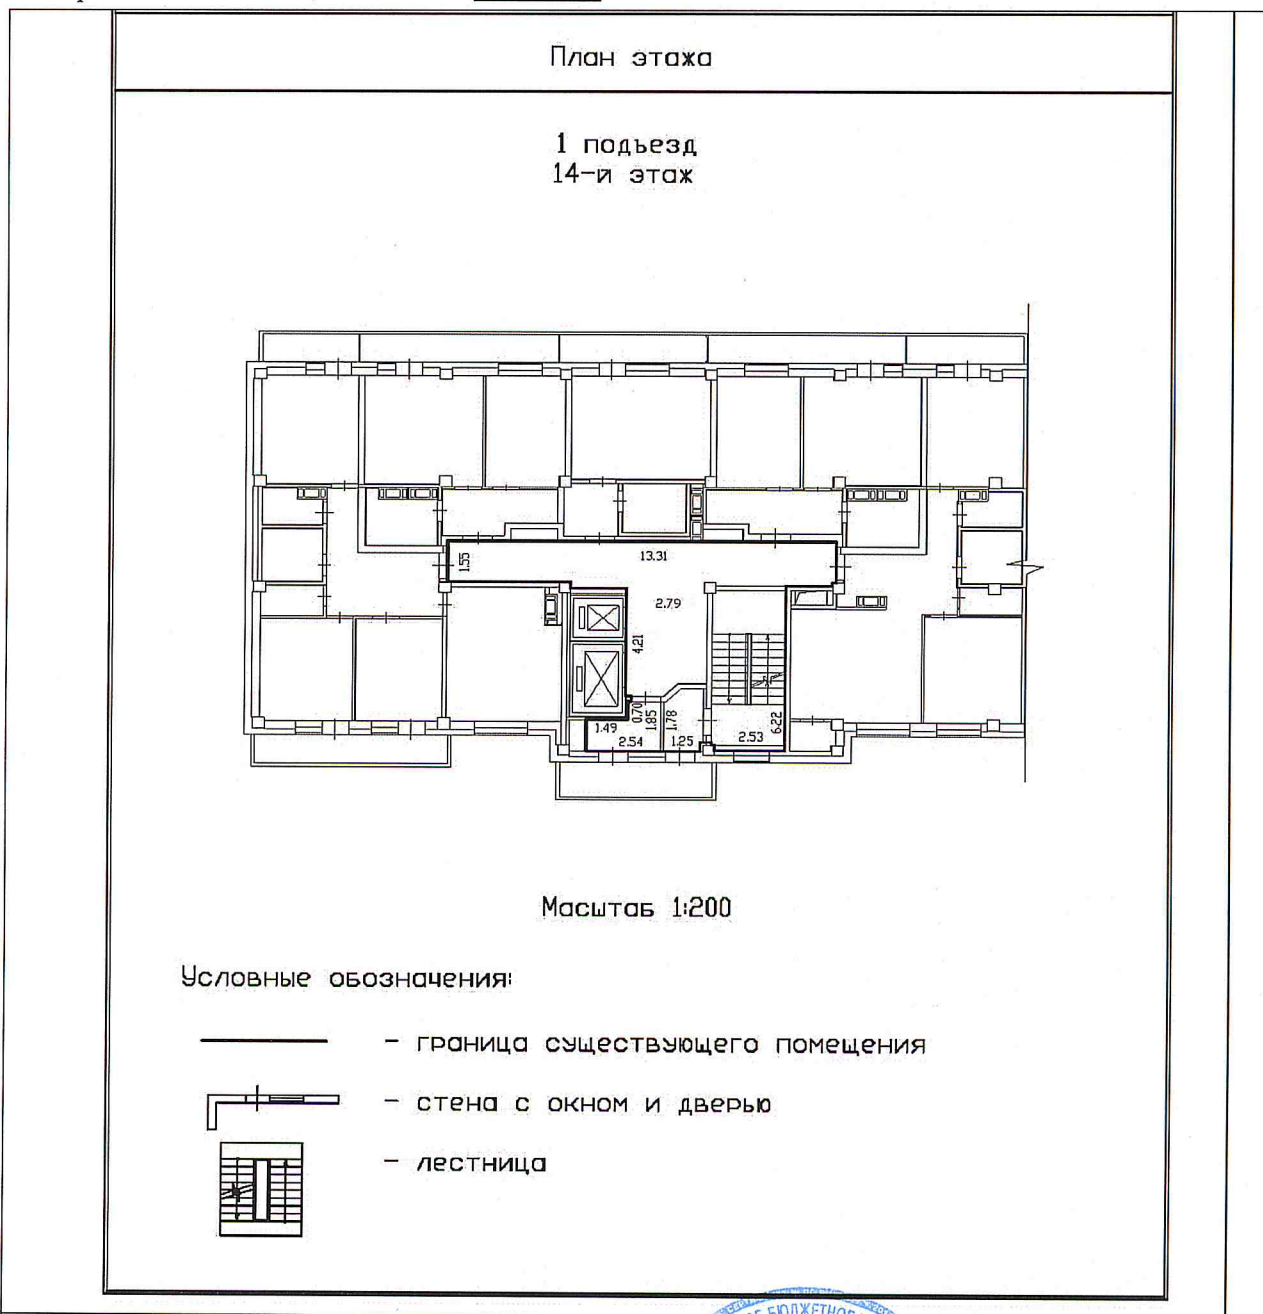 План этажа
1 подьезд
14-й этаж
13.31
1.55
2.79
4.21
0.70
1.85
1.78
6.22
1.49
2.54
1.25
2.53
Масштаб 1:200
Условные обозначения:
- граница существующего помещения
- стена с окном и дверью
- лестница
БЮДЖЕТНОЕ